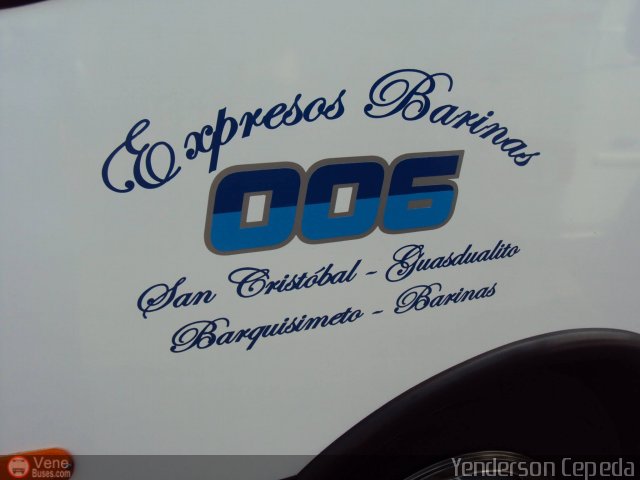 Expresos Barinas
006
San Cristóbal - Guasdualito
Barquisimeto - Barinas
Vene
Buses.com
Yenderson Cepeda